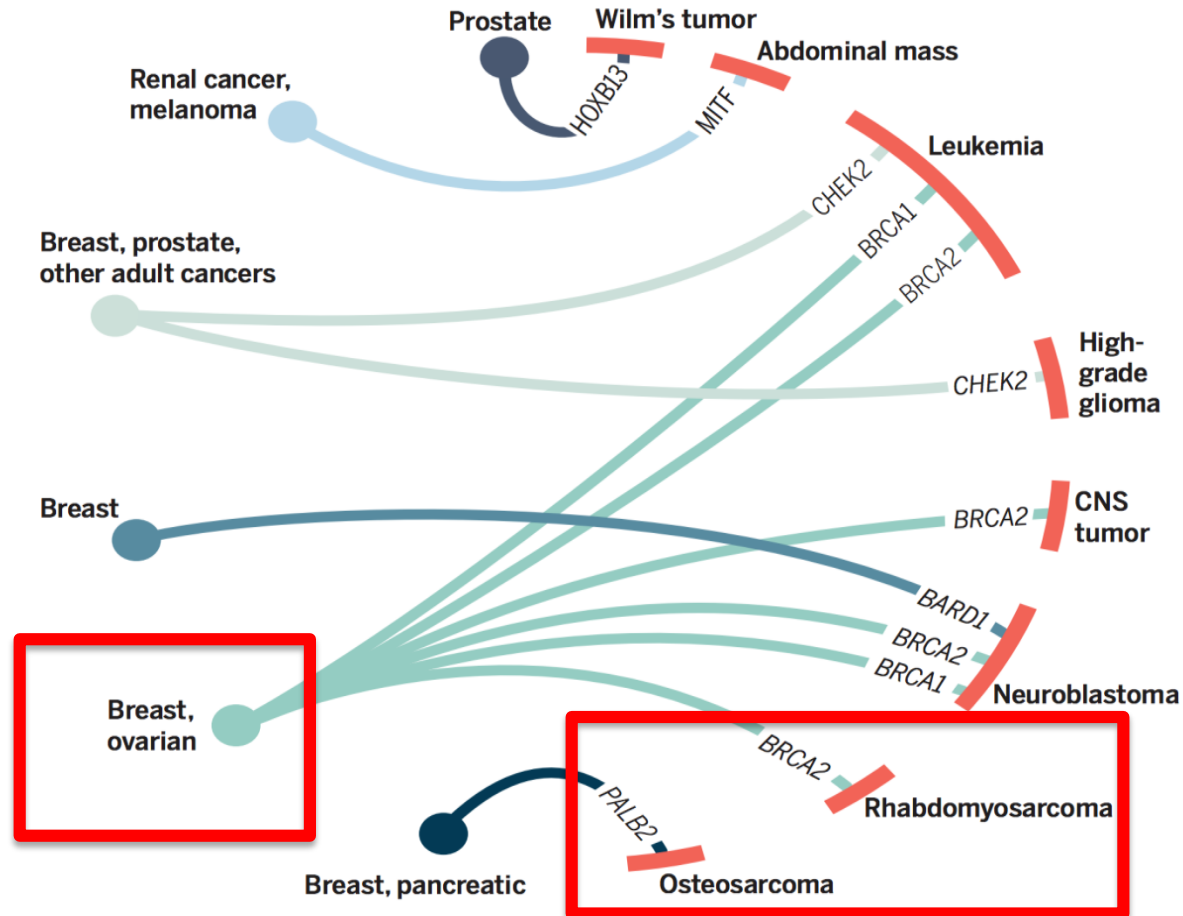 Prostate
Wilm's tumor
Abdominal mass
Renal cancer,
melanoma
HOXB13
MITF
Leukemia
CHEK2
BRCA1
BRCA2
Breast, prostate,
other adult cancers
High-
grade
glioma
CHEK2
Breast
BRCA2
CNS
tumor
BARD1
BRCA2
BRCA1
Neuroblastoma
Breast,
ovarian
BRCA2
Rhabdomyosarcoma
PALB2
Breast, pancreatic
Osteosarcoma